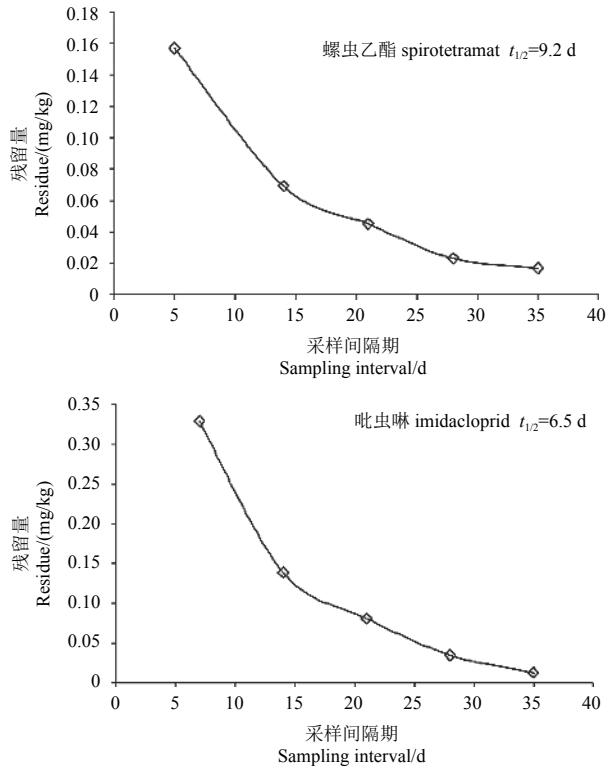 0.18
0.16
0.14
0.12
0.10
0.08
0.06
0.04
0.02
0
螺虫乙酯 spirotetramat t1/2=9.2 d
残留量
Residue/(mg/kg)
0 5 10 15 20 25 30 35 40
采样间隔期
Sampling interval/d
0.35
0.30
0.25
0.20
0.15
0.10
0.05
0
吡虫啉 imidacloprid t1/2=6.5 d
残留量
Residue/(mg/kg)
0 5 10 15 20 25 30 35 40
采样间隔期
Sampling interval/d